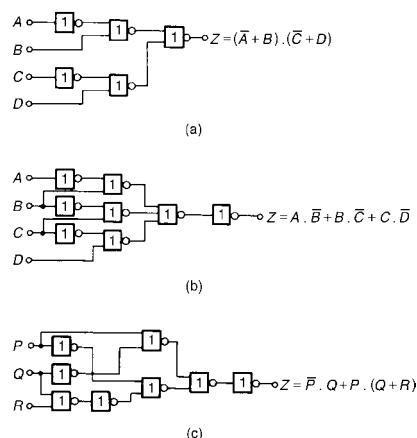 A
1
1
1
Z = (A̅ + B) . (C̅ + D)
B
C
1
1
D
(a)
A
1
1
B
1
1
1
Z = A . B̅ + B . C̅ + C . D̅
C
1
1
D
(b)
P
1
1
Q
1
1
1
1
Z = P̅ . Q + P . (Q + R)
R
1
1
(c)